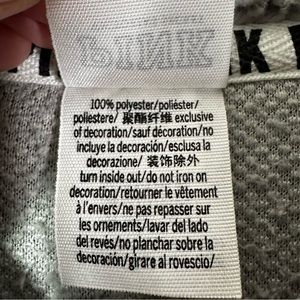 PINK
K
100% polyester/poliéster/
poliestere/ 聚酯纤维 exclusive
of decoration/sauf décoration/no
incluye la decoración/esclusa la
decorazione/ 装饰除外
turn inside out/do not iron on
decoration/retourner le vêtement
à l'envers/ne pas repasser sur
les ornements/lavar del lado
del revés/no planchar sobre la
decoración/girare al rovescio/